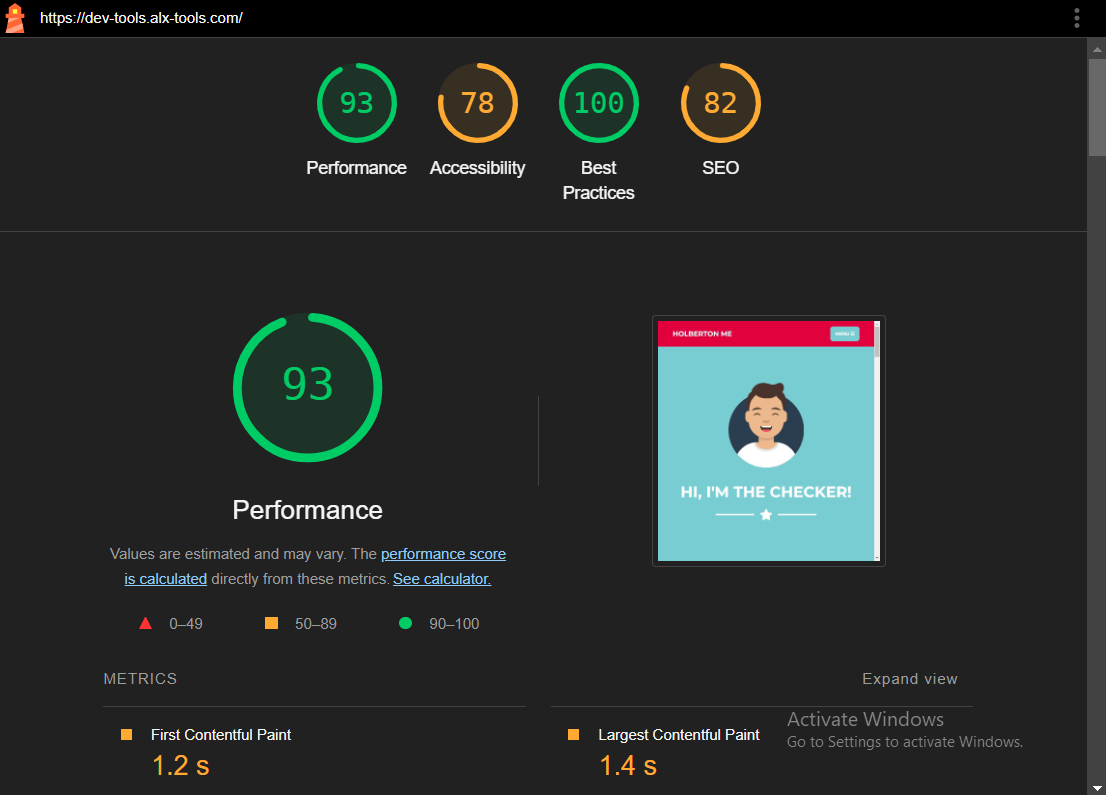 https://dev-tools.alx-tools.com/
93
78
100
82
Performance
Accessibility
Best
Practices
SEO
93
Performance
Values are estimated and may vary. The performance score
is calculated directly from these metrics. See calculator.
0–49
50–89
90–100
HOLBERTON ME
HI, I'M THE CHECKER!
METRICS
Expand view
First Contentful Paint
1.2 s
Largest Contentful Paint
1.4 s
Activate Windows
Go to Settings to activate Windows.